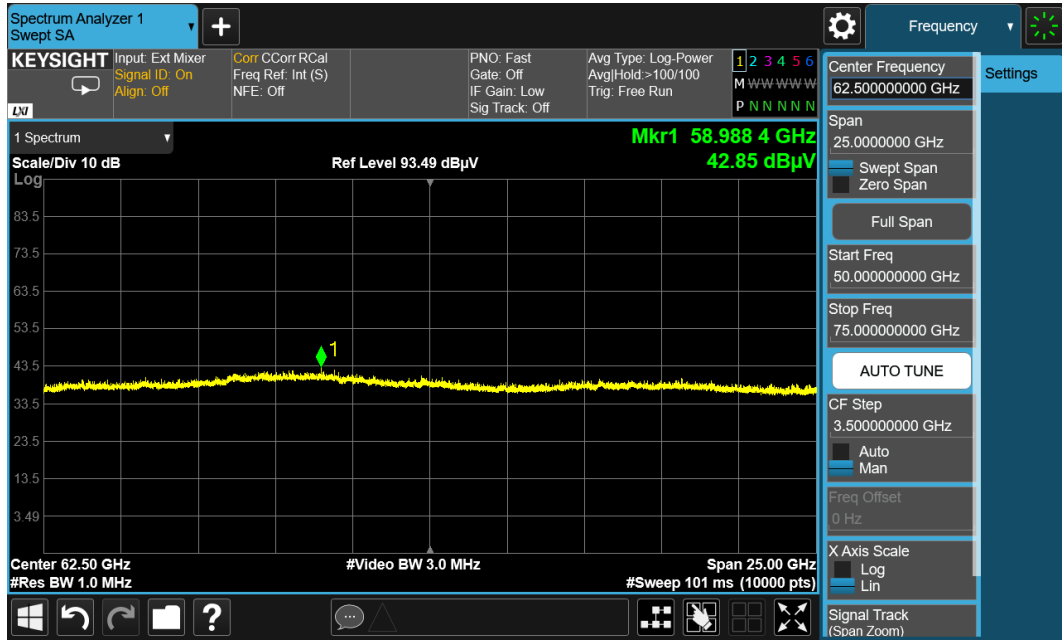 Spectrum Analyzer 1
Swept SA
Frequency
KEYSIGHT
LXI
Input: Ext Mixer
Signal ID: On
Align: Off
Corr CCorr RCal
Freq Ref: Int (S)
NFE: Off
PNO: Fast
Gate: Off
IF Gain: Low
Sig Track: Off
Avg Type: Log-Power
Avg|Hold:>100/100
Trig: Free Run
1 2 3 4 5 6
M W W W W W
P N N N N N
1 Spectrum
Mkr1 58.988 4 GHz
Scale/Div 10 dB
Ref Level 93.49 dBµV
42.85 dBµV
Log
83.5
73.5
63.5
53.5
43.5
33.5
23.5
13.5
3.49
1
Center 62.50 GHz
#Video BW 3.0 MHz
Span 25.00 GHz
#Res BW 1.0 MHz
#Sweep 101 ms (10000 pts)
?
Center Frequency
62.500000000 GHz
Span
25.0000000 GHz
Swept Span
Zero Span
Full Span
Start Freq
50.000000000 GHz
Stop Freq
75.000000000 GHz
AUTO TUNE
CF Step
3.500000000 GHz
Auto
Man
Freq Offset
0 Hz
X Axis Scale
Log
Lin
Signal Track
(Span Zoom)
Settings